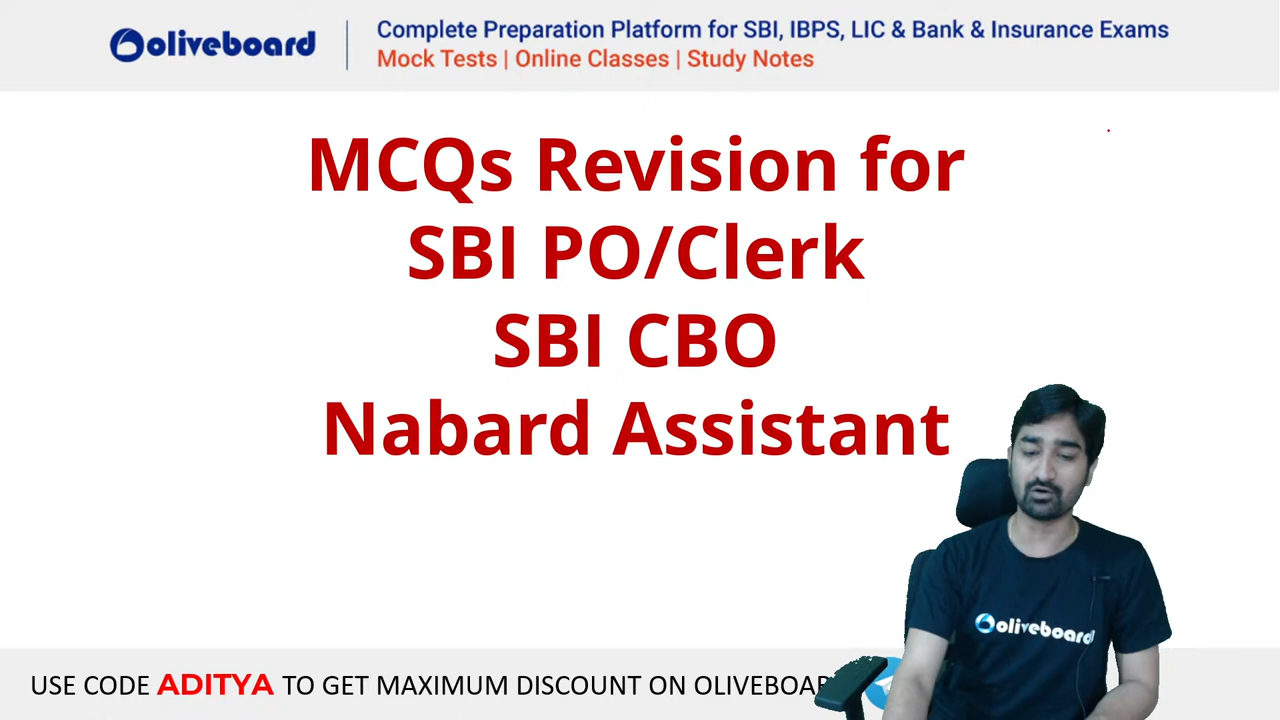 oliveboard
Complete Preparation Platform for SBI, IBPS, LIC & Bank & Insurance Exams
Mock Tests | Online Classes | Study Notes
MCQs Revision for
SBI PO/Clerk
SBI CBO
Nabard Assistant
oliveboard
USE CODE ADITYA TO GET MAXIMUM DISCOUNT ON OLIVEBOAR